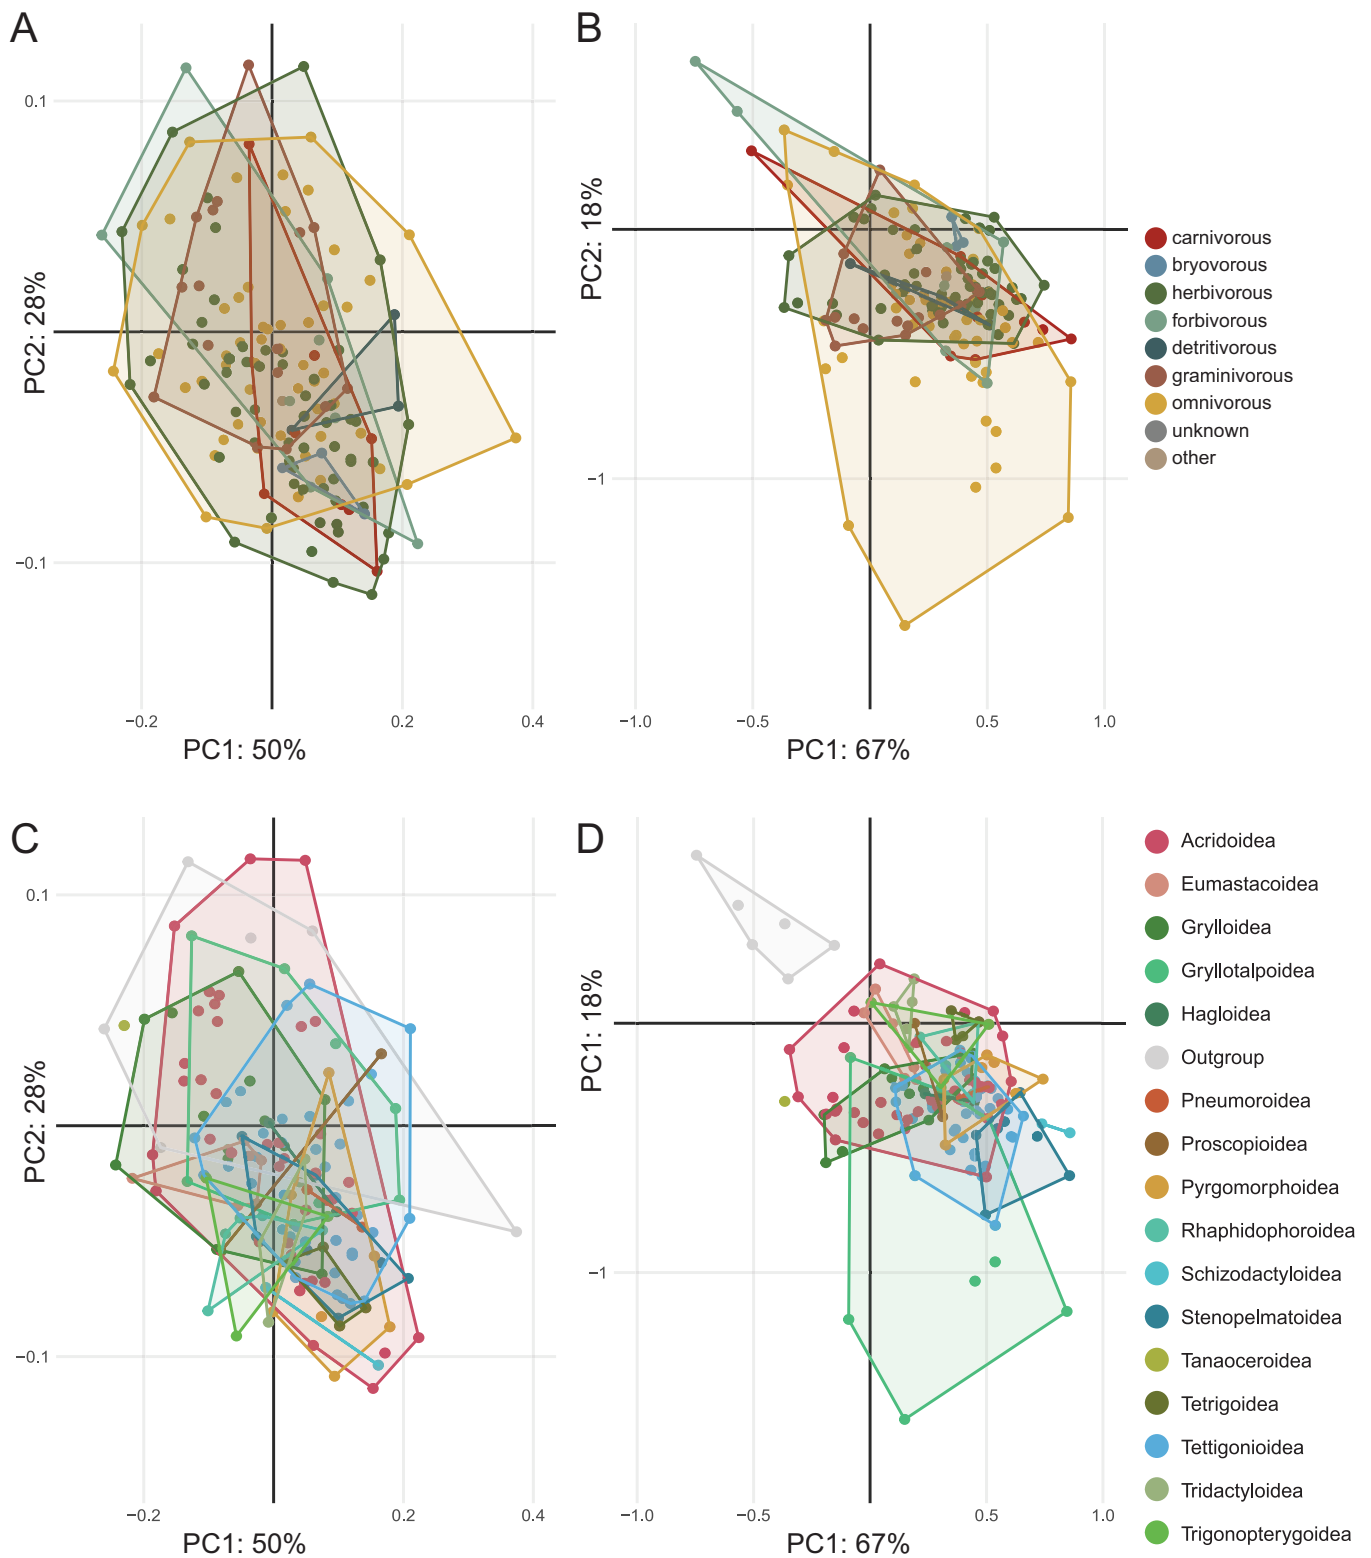 A
B
0.1
PC2: 28%
−0.1
−0.2
0.2
0.4
PC1: 50%
PC2: 18%
−1
−1.0
−0.5
0.5
1.0
PC1: 67%
carnivorous
bryovorous
herbivorous
forbivorous
detritivorous
graminivorous
omnivorous
unknown
other
C
D
0.1
PC2: 28%
−0.1
−0.2
0.2
0.4
PC1: 50%
PC1: 18%
−1
−1.0
−0.5
0.5
1.0
PC1: 67%
Acridoidea
Eumastacoidea
Grylloidea
Gryllotalpoidea
Hagloidea
Outgroup
Pneumoroidea
Proscopioidea
Pyrgomorphoidea
Rhaphidophoroidea
Schizodactyloidea
Stenopelmatoidea
Tanaoceroidea
Tetrigoidea
Tettigonioidea
Tridactyloidea
Trigonopterygoidea